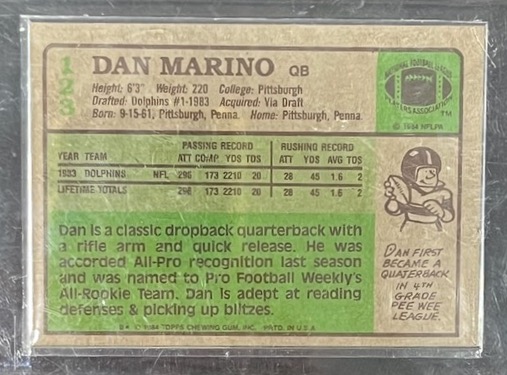 123
DAN MARINO QB
Height: 6'3" Weight: 220 College: Pittsburgh
Drafted: Dolphins #1-1983 Acquired: Via Draft
Born: 9-15-61, Pittsburgh, Penna. Home: Pittsburgh, Penna.
NATIONAL FOOTBALL LEAGUE
PLAYERS ASSOCIATION
TM
© 1984 NFLPA
PASSING RECORD RUSHING RECORD
YEAR TEAM ATT COMP YDS TDS ATT YDS AVG TDS
1983 DOLPHINS NFL 296 173 2210 20 28 45 1.6 2
LIFETIME TOTALS 296 173 2210 20 28 45 1.6 2
Dan is a classic dropback quarterback with
a rifle arm and quick release. He was
accorded All-Pro recognition last season
and was named to Pro Football Weekly's
All-Rookie Team. Dan is adept at reading
defenses & picking up blitzes.
DAN FIRST
BECAME A
QUATERBACK
IN 4TH
GRADE
PEE WEE
LEAGUE.
© 1984 TOPPS CHEWING GUM, INC. PRTD. IN U.S.A.